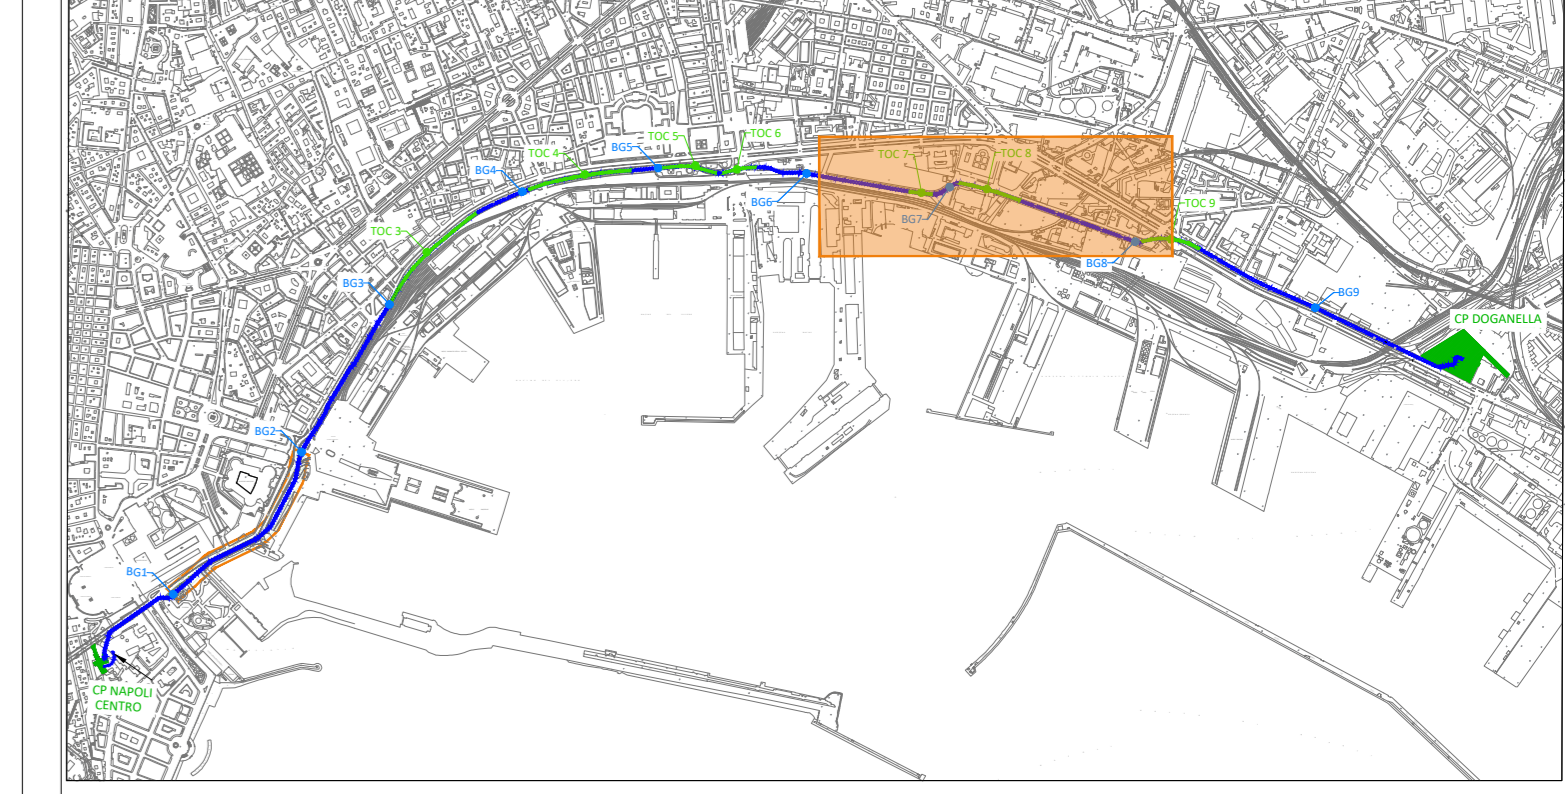 TOC 5
TOC 6
BG5
TOC 4
TOC 7
TOC 8
BG4
BG6
TOC 9
BG7
TOC 3
BG8
BG3
BG9
CP DOGANELLA
BG2
BG1
CP NAPOLI
CENTRO